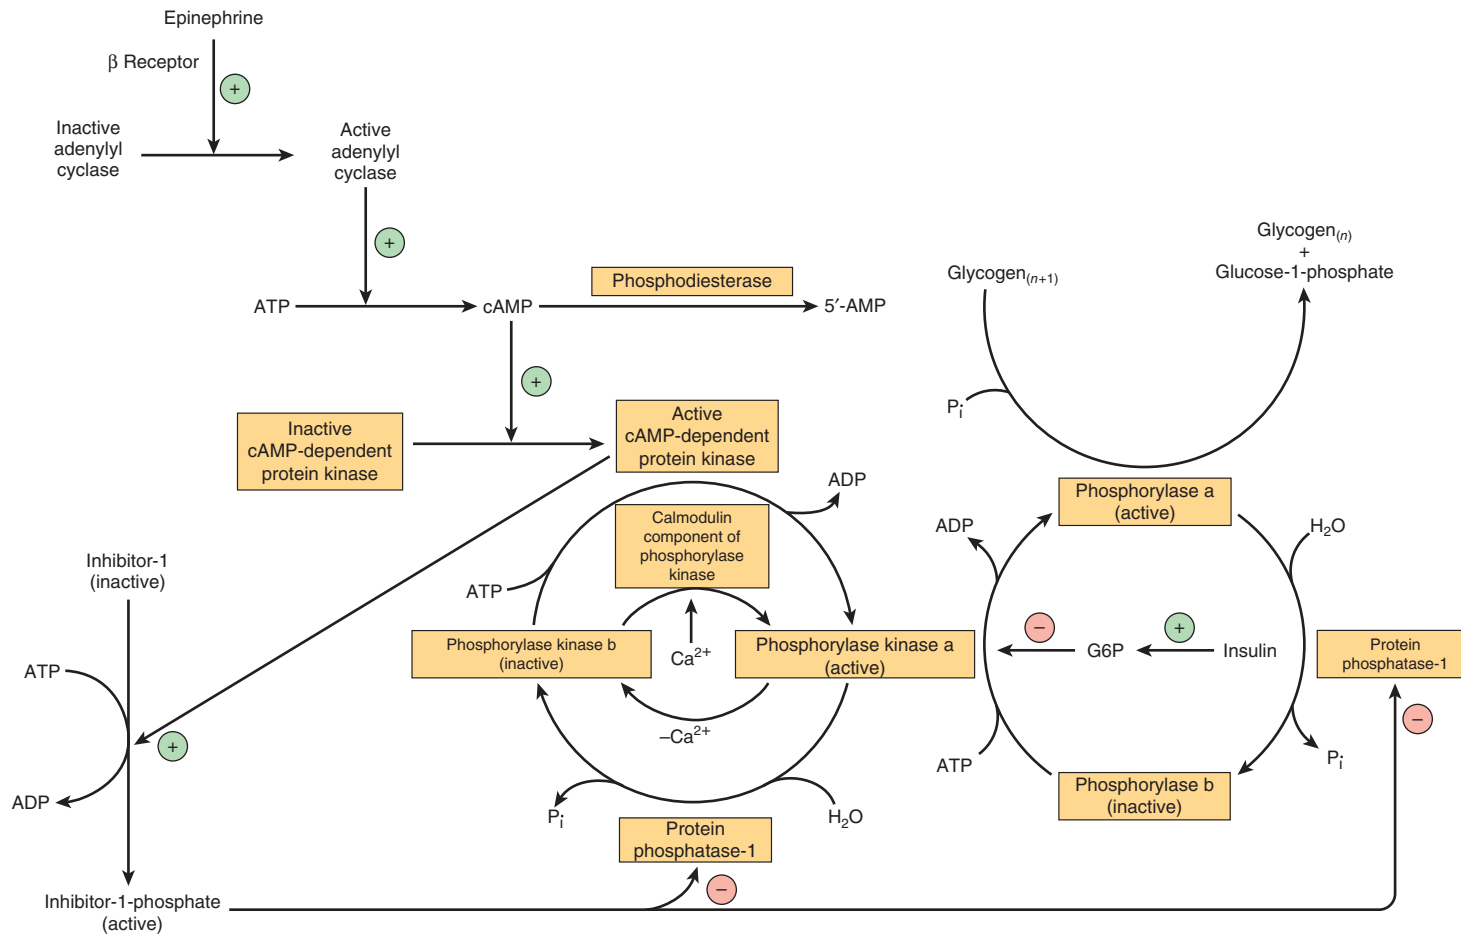 Epinephrine
β Receptor
+
Inactive
adenylyl
cyclase
Active
adenylyl
cyclase
+
ATP
cAMP
Phosphodiesterase
5′-AMP
+
Inactive
cAMP-dependent
protein kinase
Active
cAMP-dependent
protein kinase
Glycogen(n+1)
Glycogen(n)
+
Glucose-1-phosphate
Pi
Inhibitor-1
(inactive)
ATP
ADP
+
Inhibitor-1-phosphate
(active)
ADP
ATP
Calmodulin
component of
phosphorylase
kinase
Phosphorylase kinase b
(inactive)
Ca2+
Phosphorylase kinase a
(active)
–Ca2+
Pi
H2O
Protein
phosphatase-1
–
Phosphorylase a
(active)
ADP
H2O
–
G6P
+
Insulin
ATP
Pi
Phosphorylase b
(inactive)
Protein
phosphatase-1
–